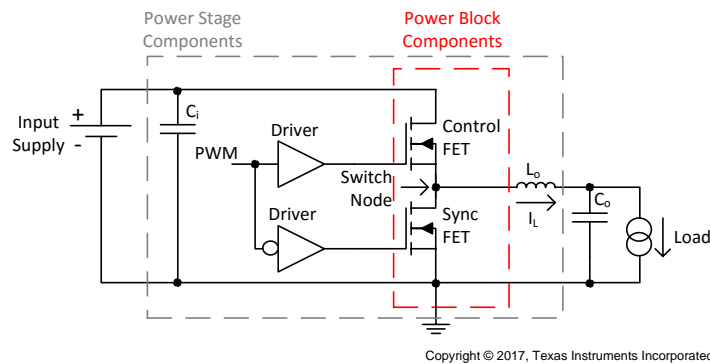 Power Stage
Components
Power Block
Components
Input
Supply
+
-
Ci
PWM
Driver
Driver
Control
FET
Switch
Node
Sync
FET
Lo
IL
Co
Load
Copyright © 2017, Texas Instruments Incorporated